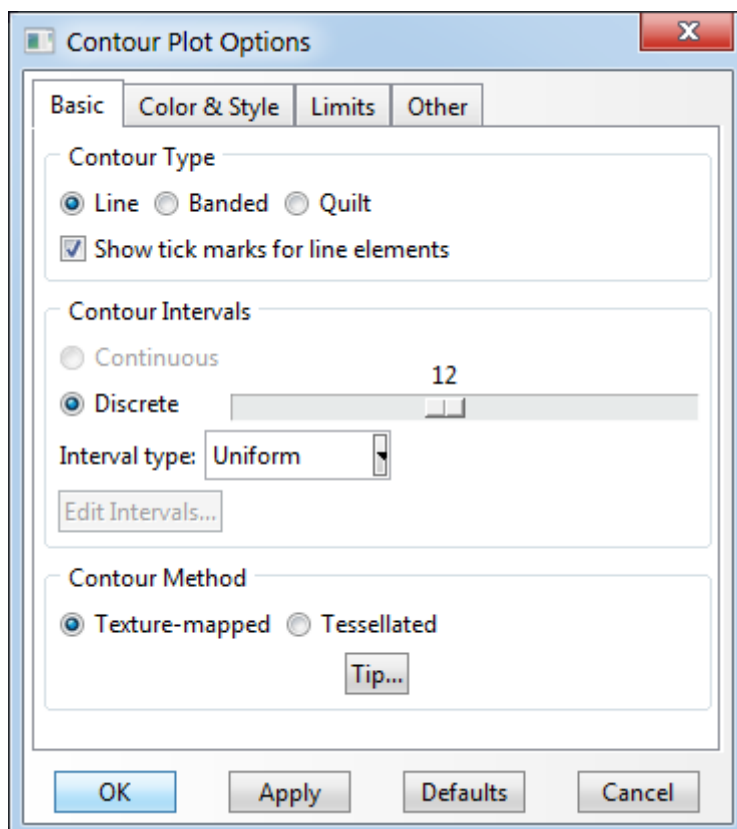 Contour Plot Options
x
Basic Color & Style Limits Other
Contour Type
Line Banded Quilt
Show tick marks for line elements
Contour Intervals
Continuous
12
Discrete
Interval type: Uniform
Edit Intervals...
Contour Method
Texture-mapped Tessellated
Tip...
OK Apply Defaults Cancel